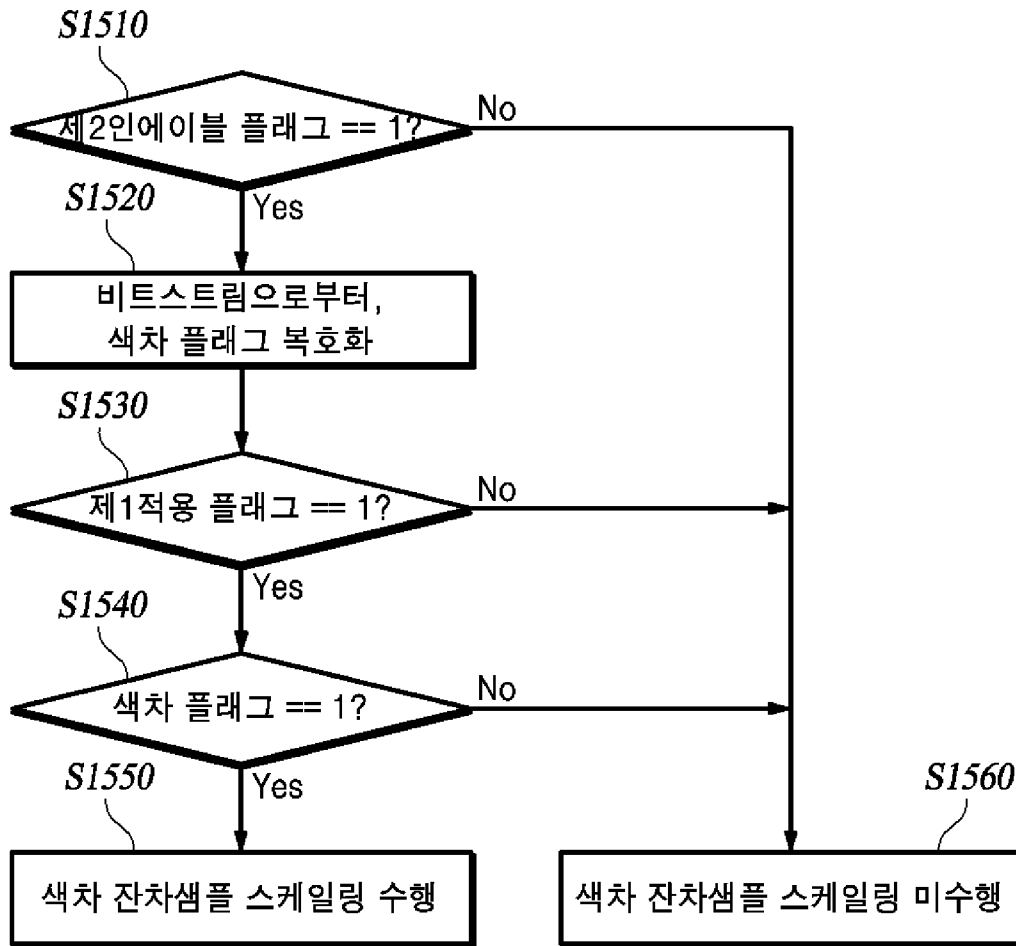 S1510
제2인에이블 플래그 == 1?
No
Yes
S1520
비트스트림으로부터,
색차 플래그 복호화
S1530
제1적용 플래그 == 1?
No
Yes
S1540
색차 플래그 == 1?
No
Yes
S1550
색차 잔차샘플 스케일링 수행
S1560
색차 잔차샘플 스케일링 미수행